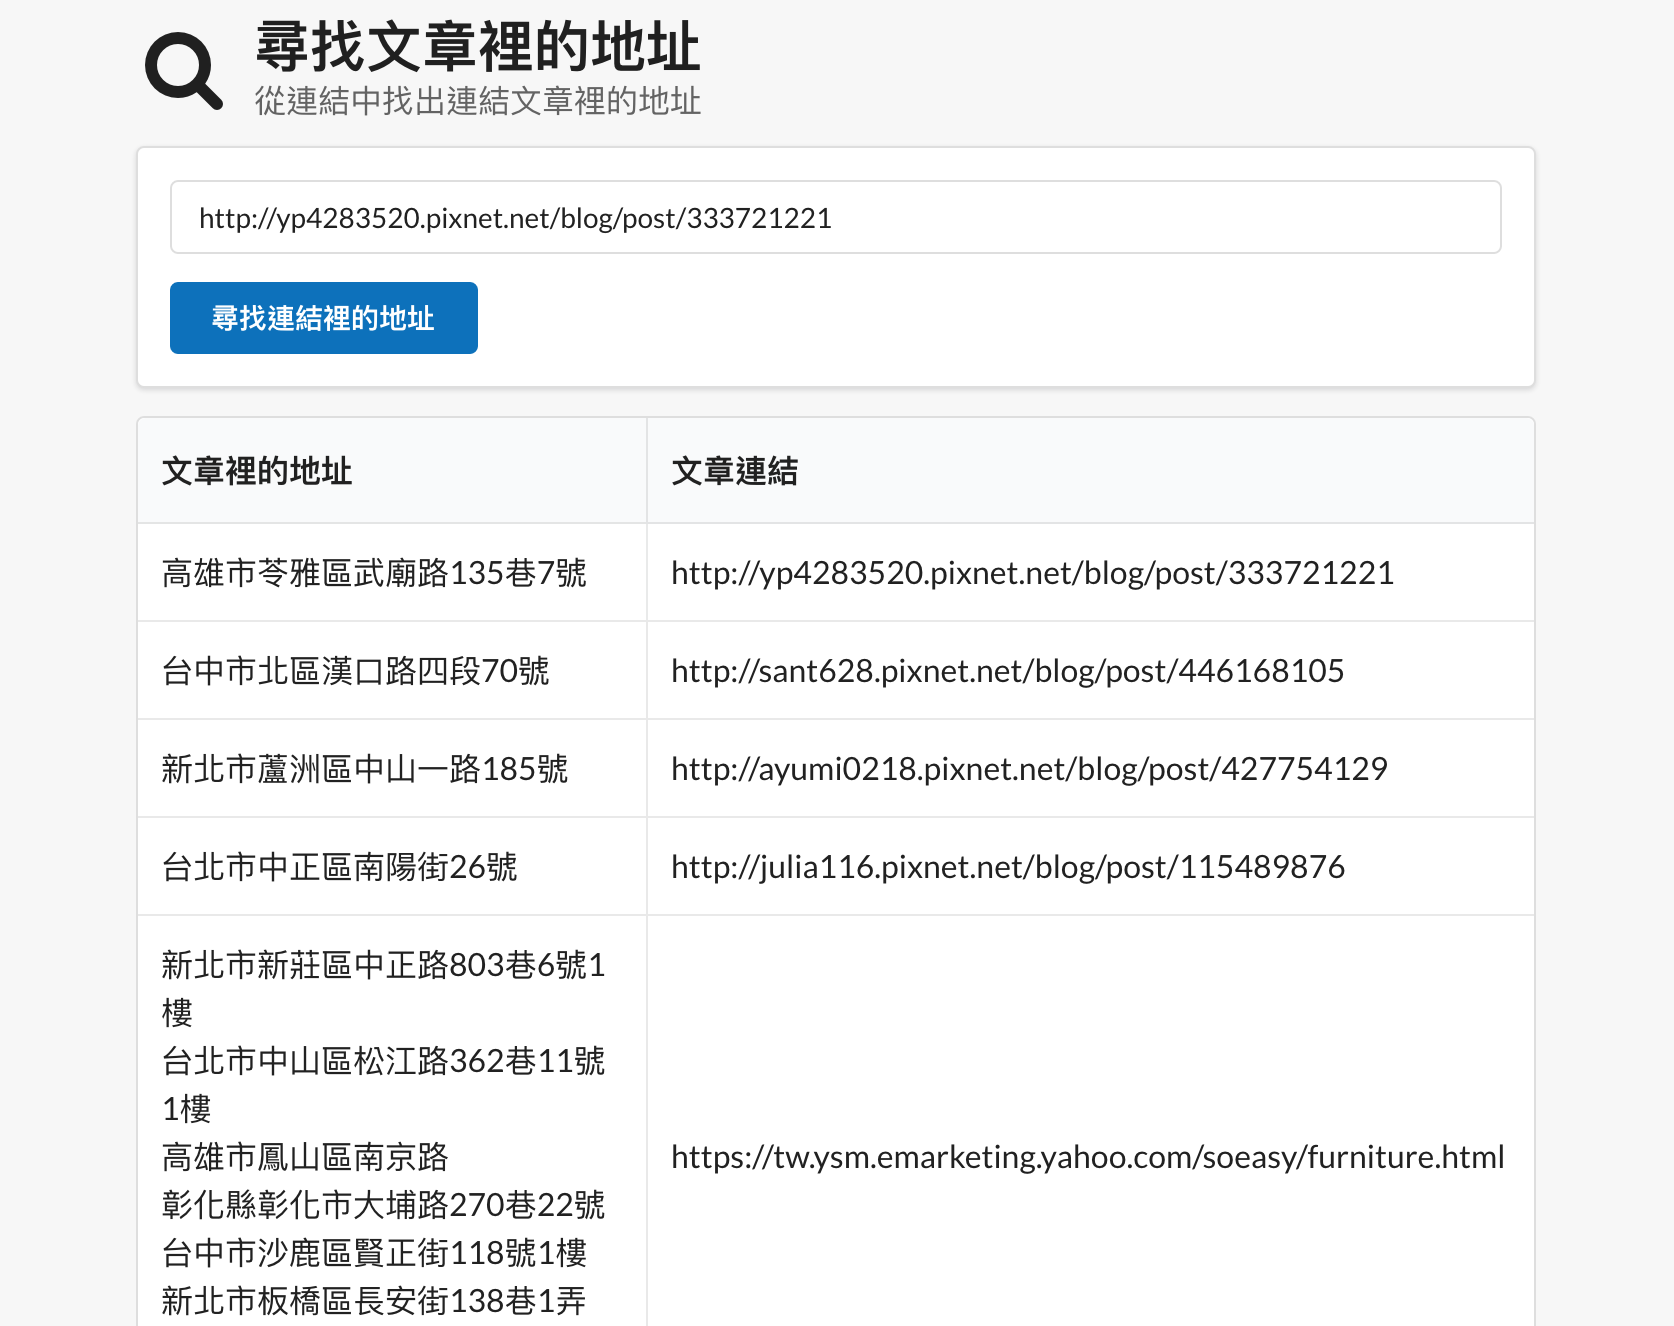 尋找文章裡的地址
從連結中找出連結文章裡的地址
http://yp4283520.pixnet.net/blog/post/333721221
尋找連結裡的地址
文章裡的地址
文章連結
高雄市苓雅區武廟路135巷7號
http://yp4283520.pixnet.net/blog/post/333721221
台中市北區漢口路四段70號
http://sant628.pixnet.net/blog/post/446168105
新北市蘆洲區中山一路185號
http://ayumi0218.pixnet.net/blog/post/427754129
台北市中正區南陽街26號
http://julia116.pixnet.net/blog/post/115489876
新北市新莊區中正路803巷6號1
樓
台北市中山區松江路362巷11號
1樓
高雄市鳳山區南京路
彰化縣彰化市大埔路270巷22號
台中市沙鹿區賢正街118號1樓
新北市板橋區長安街138巷1弄
https://tw.ysm.emarketing.yahoo.com/soeasy/furniture.html